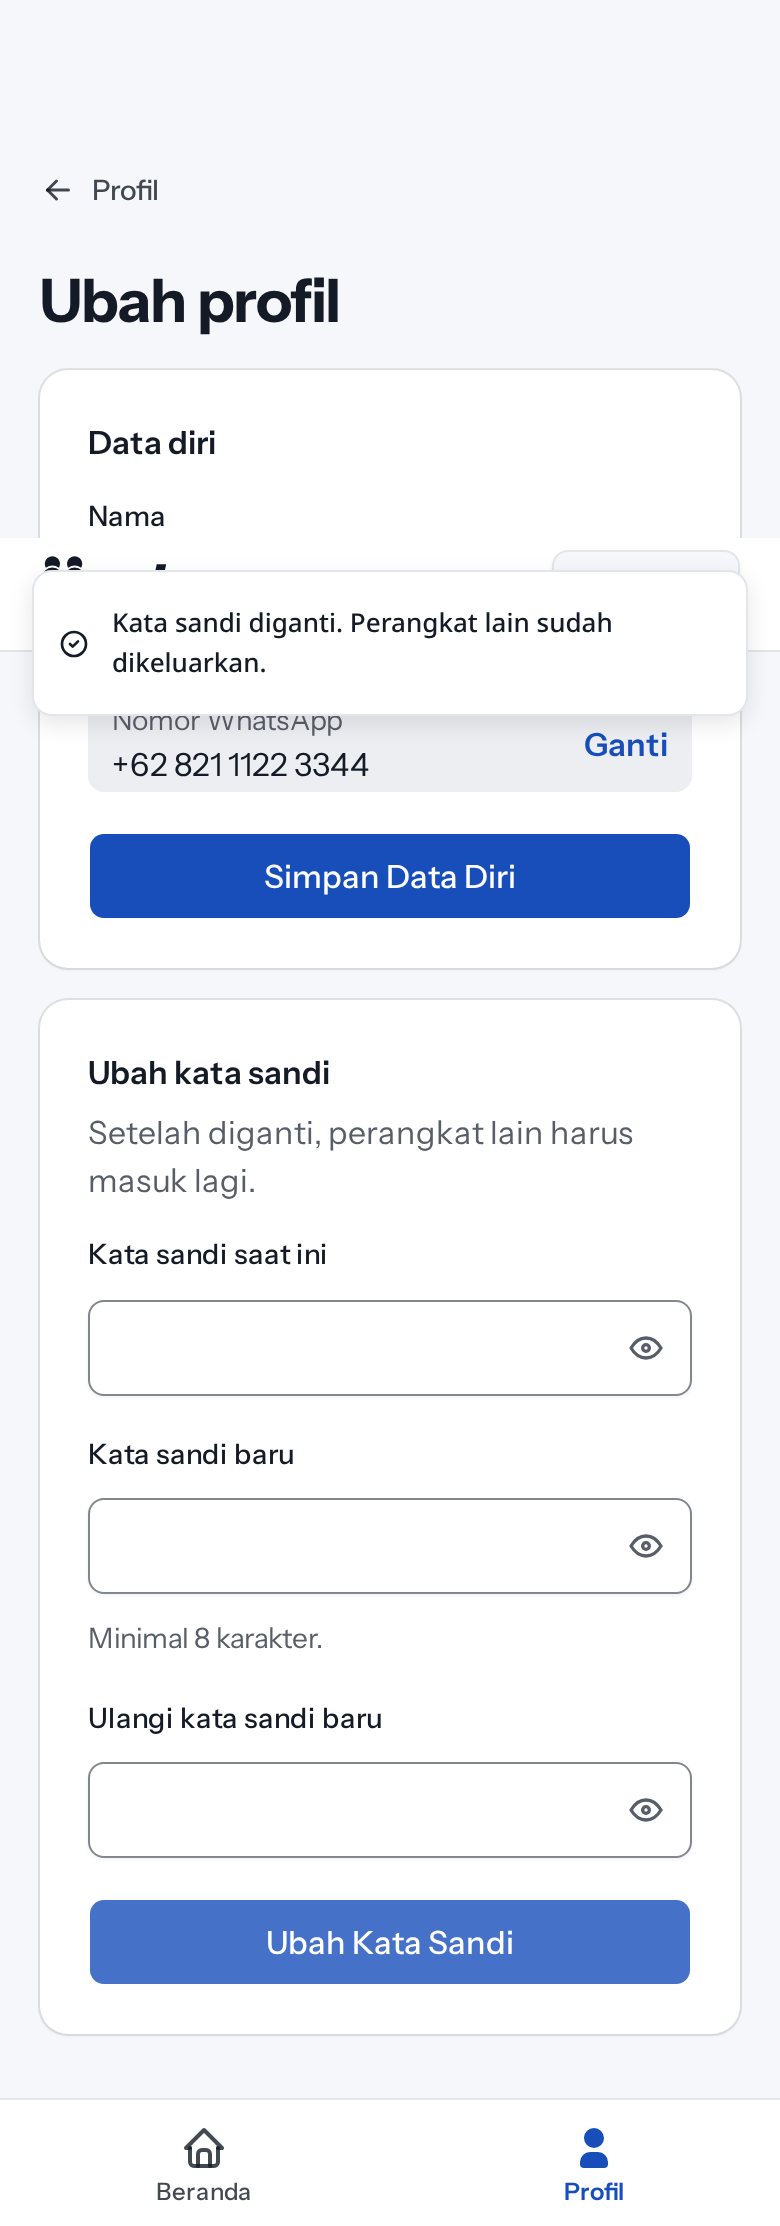 Profil
Ubah profil
Data diri
Nama
Kata sandi diganti. Perangkat lain sudah
dikeluarkan.
Nomor WhatsApp
+62 821 1122 3344
Ganti
Simpan Data Diri
Ubah kata sandi
Setelah diganti, perangkat lain harus
masuk lagi.
Kata sandi saat ini
Kata sandi baru
Minimal 8 karakter.
Ulangi kata sandi baru
Ubah Kata Sandi
Beranda
Profil